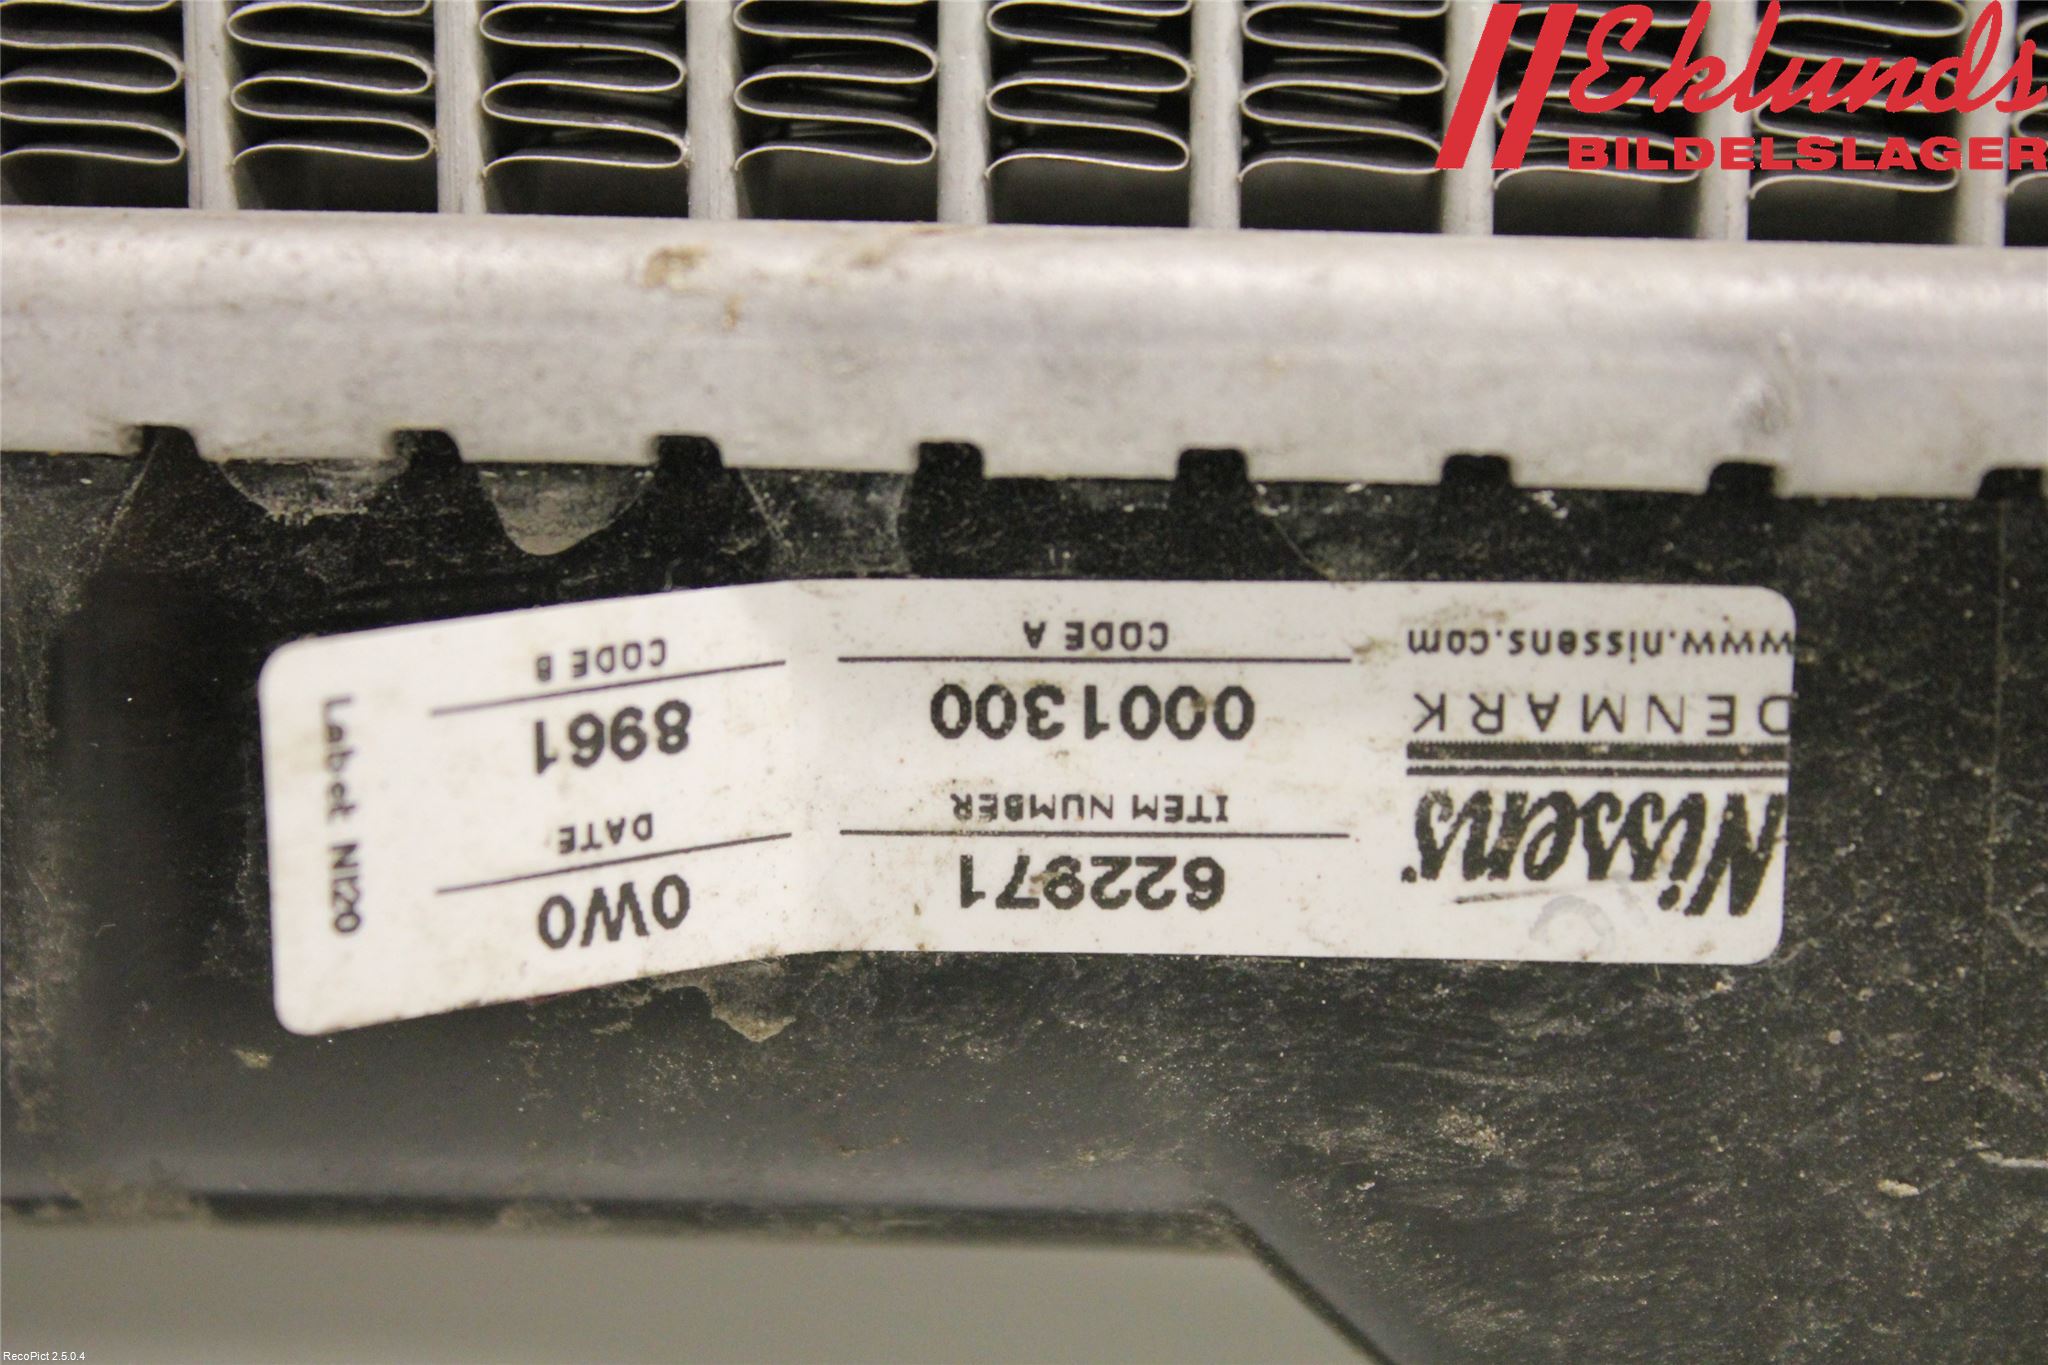 Eklunds
BILDELSLAGER
Nissens
DENMARK
www.nissens.com
622971
ITEM NUMBER
0001300
CODE A
0W0
DATE
8961
CODE B
Label N120
RecoPict 2.5.0.4